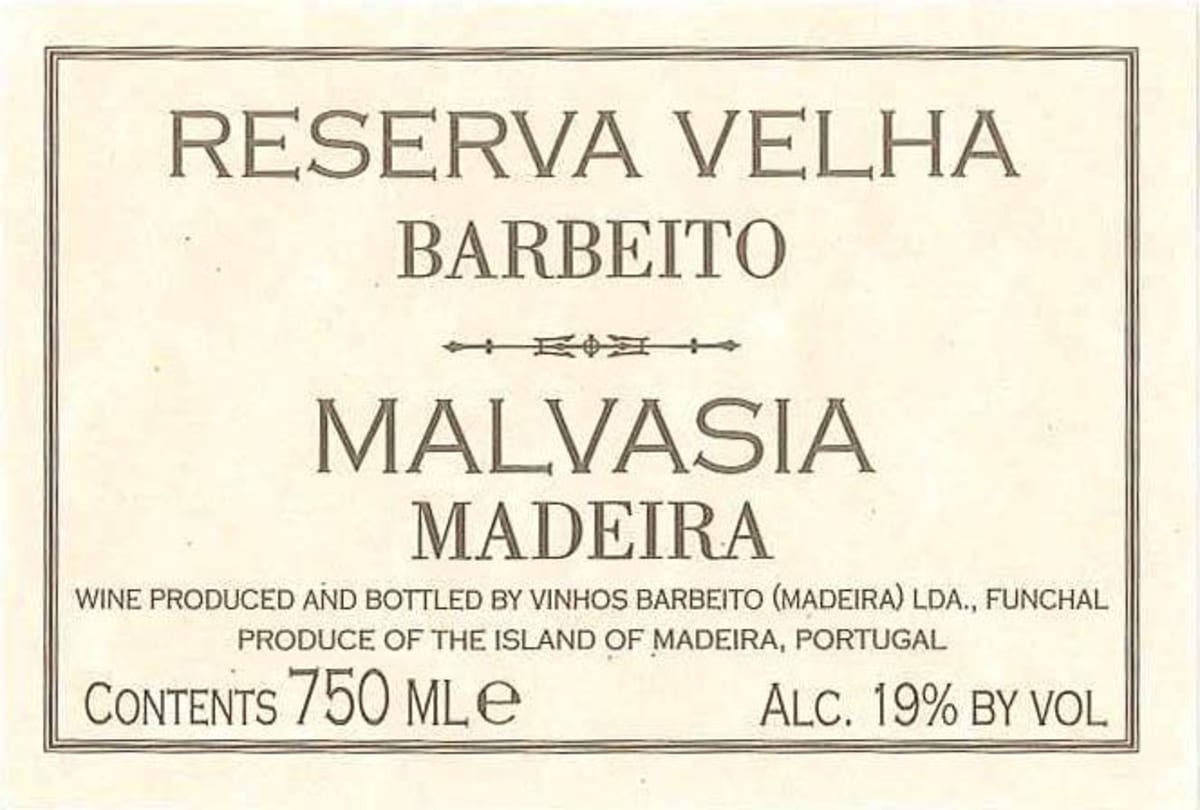 RESERVA VELHA
BARBEITO
MALVASIA
MADEIRA
WINE PRODUCED AND BOTTLED BY VINHOS BARBEITO (MADEIRA) LDA., FUNCHAL
PRODUCE OF THE ISLAND OF MADEIRA, PORTUGAL
CONTENTS 750 ML e ALC. 19% BY VOL